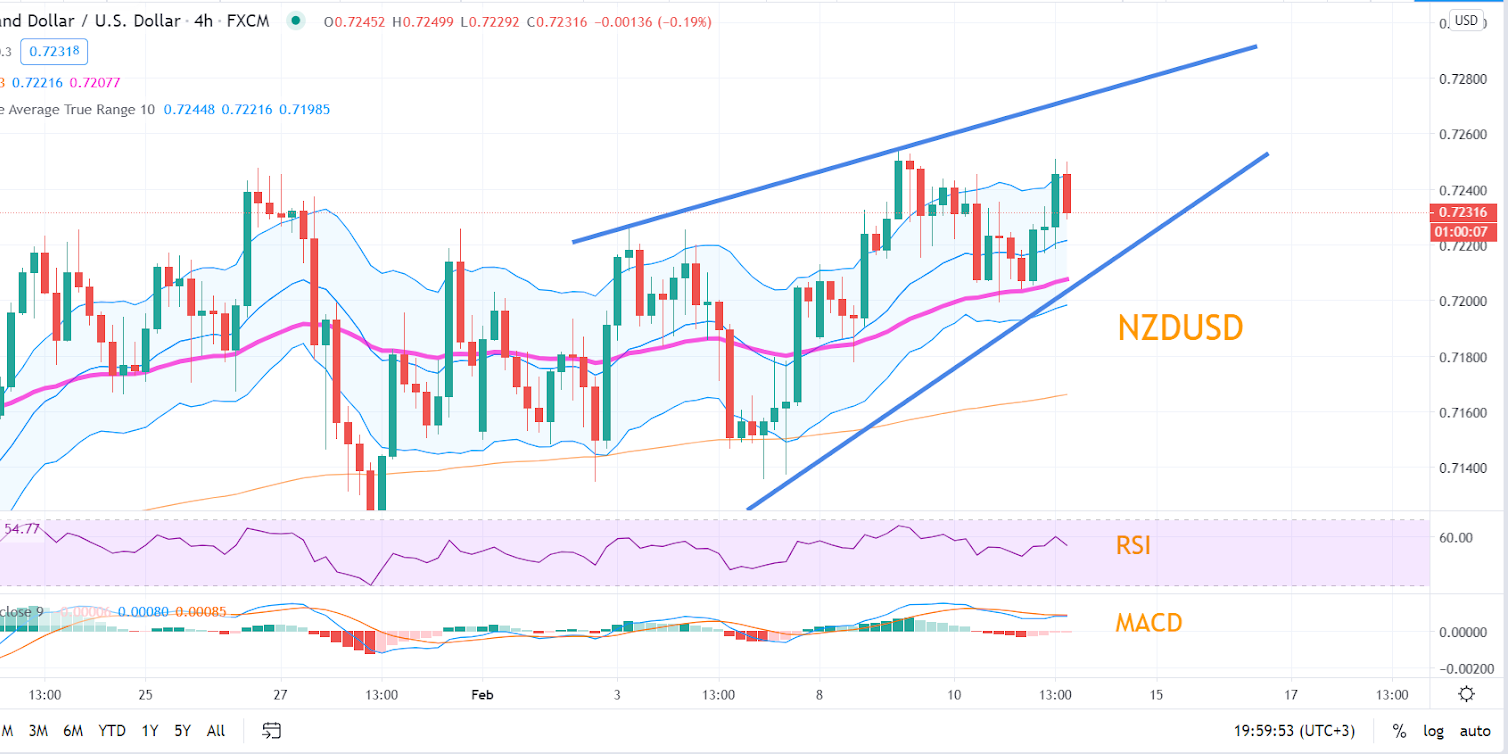 nd Dollar / U.S. Dollar · 4h · FXCM O0.72452 H0.72499 L0.72292 C0.72316 −0.00136 (−0.19%)
USD
0.3 0.72318
3 0.72216 0.72077
e Average True Range 10 0.72448 0.72216 0.71985
0.72800
0.72600
0.72400
0.72316
01:00:07
0.72200
0.72000
NZDUSD
0.71800
0.71600
0.71400
54.77
RSI
60.00
close 9 −0.00006 0.00080 0.00085
MACD
0.00000
−0.00200
13:00 25 27 13:00 Feb 3 13:00 8 10 13:00 15 17 13:00
M 3M 6M YTD 1Y 5Y All 19:59:53 (UTC+3) % log auto